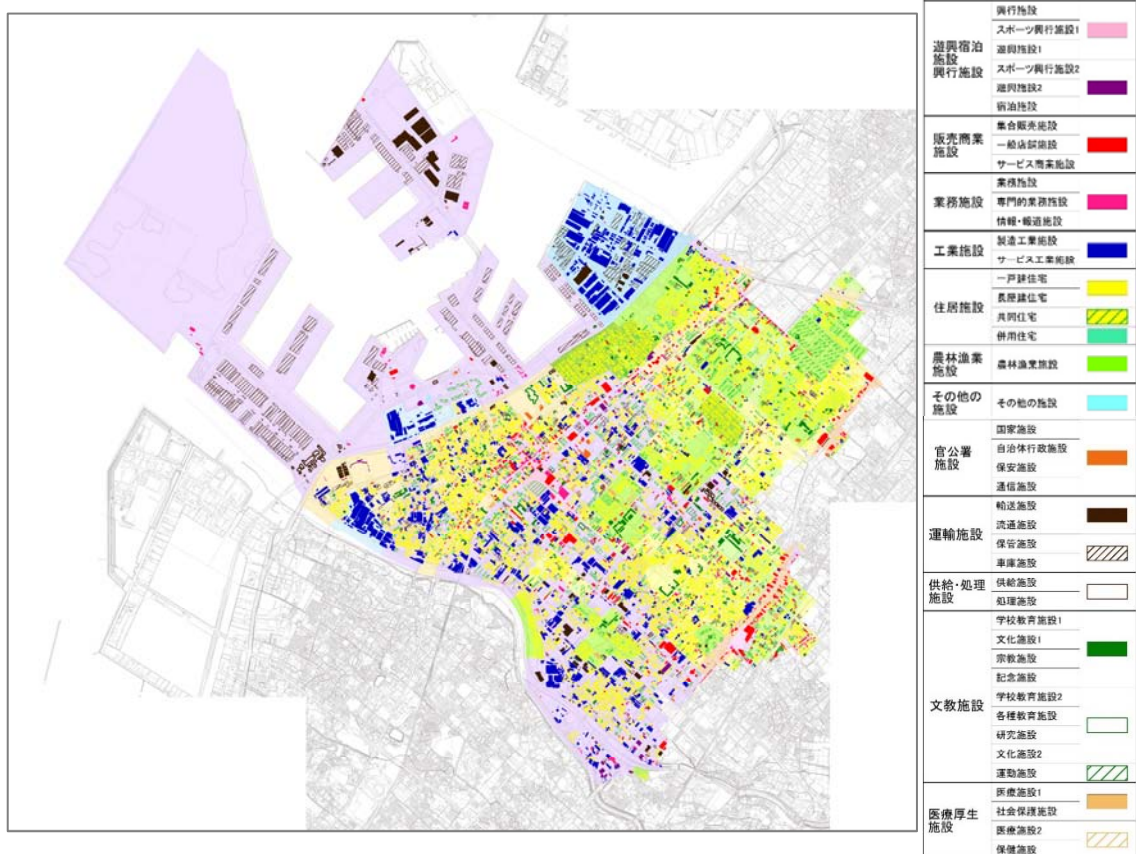 遊興宿泊
施設
興行施設
興行施設
スポーツ興行施設1
遊興施設1
スポーツ興行施設2
遊興施設2
宿泊施設
販売商業
施設
集合販売施設
一般店舗施設
サービス商業施設
業務施設
業務施設
専門的業務施設
情報・報道施設
工業施設
製造工業施設
サービス工業施設
住居施設
一戸建住宅
長屋建住宅
共同住宅
併用住宅
農林漁業
施設
農林漁業施設
その他の
施設
その他の施設
官公署
施設
国家施設
自治体行政施設
保安施設
通信施設
運輸施設
輸送施設
流通施設
保管施設
車庫施設
供給・処理
施設
供給施設
処理施設
文教施設
学校教育施設1
文化施設1
宗教施設
記念施設
学校教育施設2
各種教育施設
研究施設
文化施設2
運動施設
医療厚生
施設
医療施設1
社会保護施設
医療施設2
保健施設